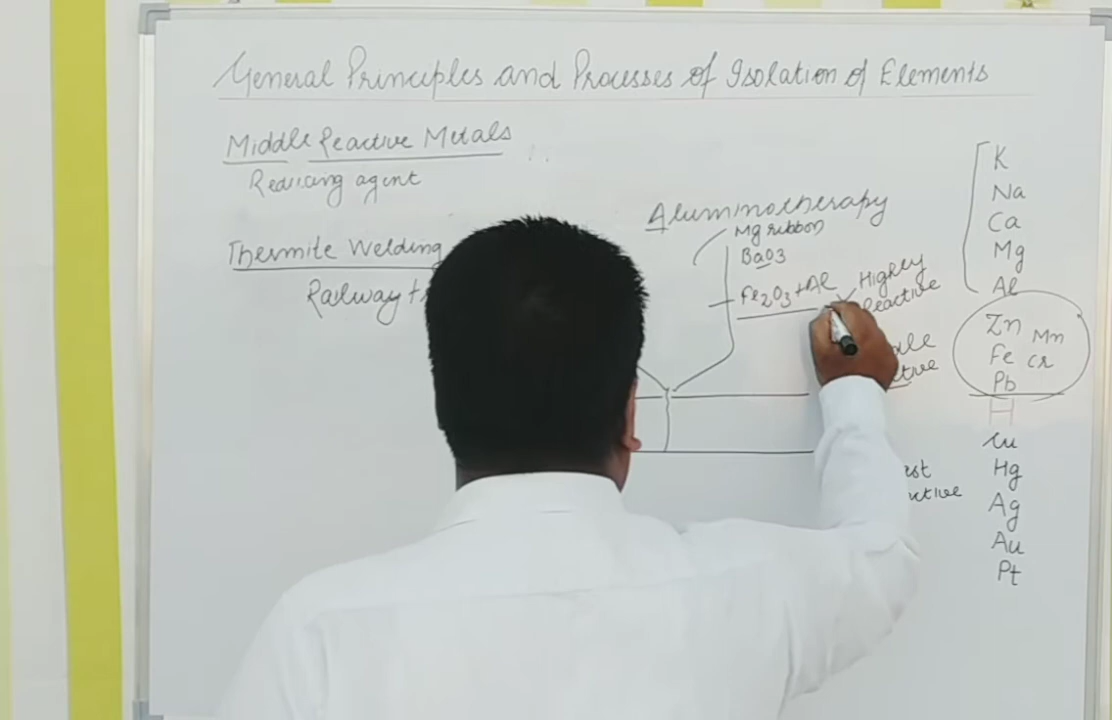 General Principles and Processes of Isolation of Elements
Middle Reactive Metals
Reducing agent
Thermite Welding
Railway
Aluminotherapy
Mg ribbon
BaO3
Fe2O3 + Al
Highly
Reactive
K
Na
Ca
Mg
Al
Zn Mn
Fe Cr
Pb
H
Cu
Hg
Ag
Au
Pt